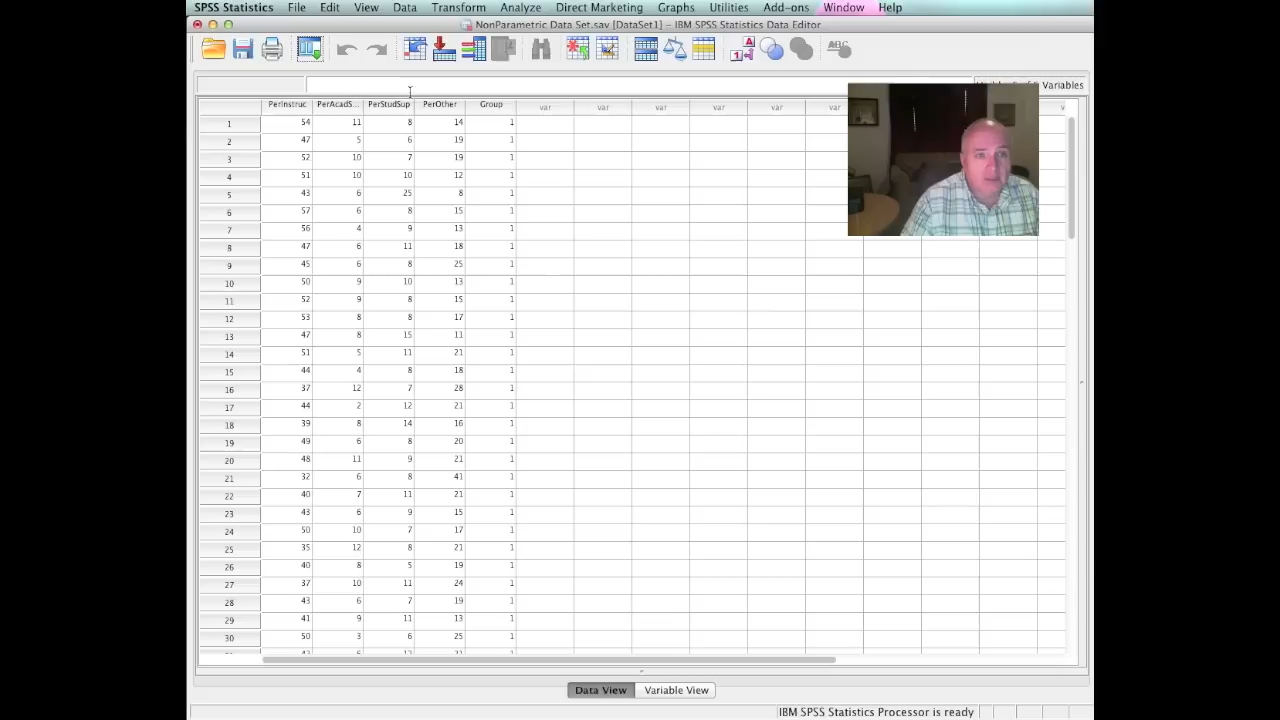 SPSS Statistics File Edit View Data Transform Analyze Direct Marketing Graphs Utilities Add-ons Window Help
NonParametric Data Set.sav [DataSet1] – IBM SPSS Statistics Data Editor
Variables
PerInstruc PerAcadS... PerStudSup PerOther Group var var var var var var
1 54 11 8 14 1
2 47 5 6 19 1
3 52 10 7 19 1
4 51 10 10 12 1
5 43 6 25 8 1
6 57 6 8 15 1
7 56 4 9 13 1
8 47 6 11 18 1
9 45 6 8 25 1
10 50 9 10 13 1
11 52 9 8 15 1
12 53 8 8 17 1
13 47 8 15 11 1
14 51 5 11 21 1
15 44 4 8 18 1
16 37 12 7 28 1
17 44 2 12 21 1
18 39 8 14 16 1
19 49 6 8 20 1
20 48 11 9 21 1
21 32 6 8 41 1
22 40 7 11 21 1
23 43 6 9 15 1
24 50 10 7 17 1
25 35 12 8 21 1
26 40 8 5 19 1
27 37 10 11 24 1
28 43 6 7 19 1
29 41 9 11 13 1
30 50 3 6 25 1
Data View Variable View
IBM SPSS Statistics Processor is ready